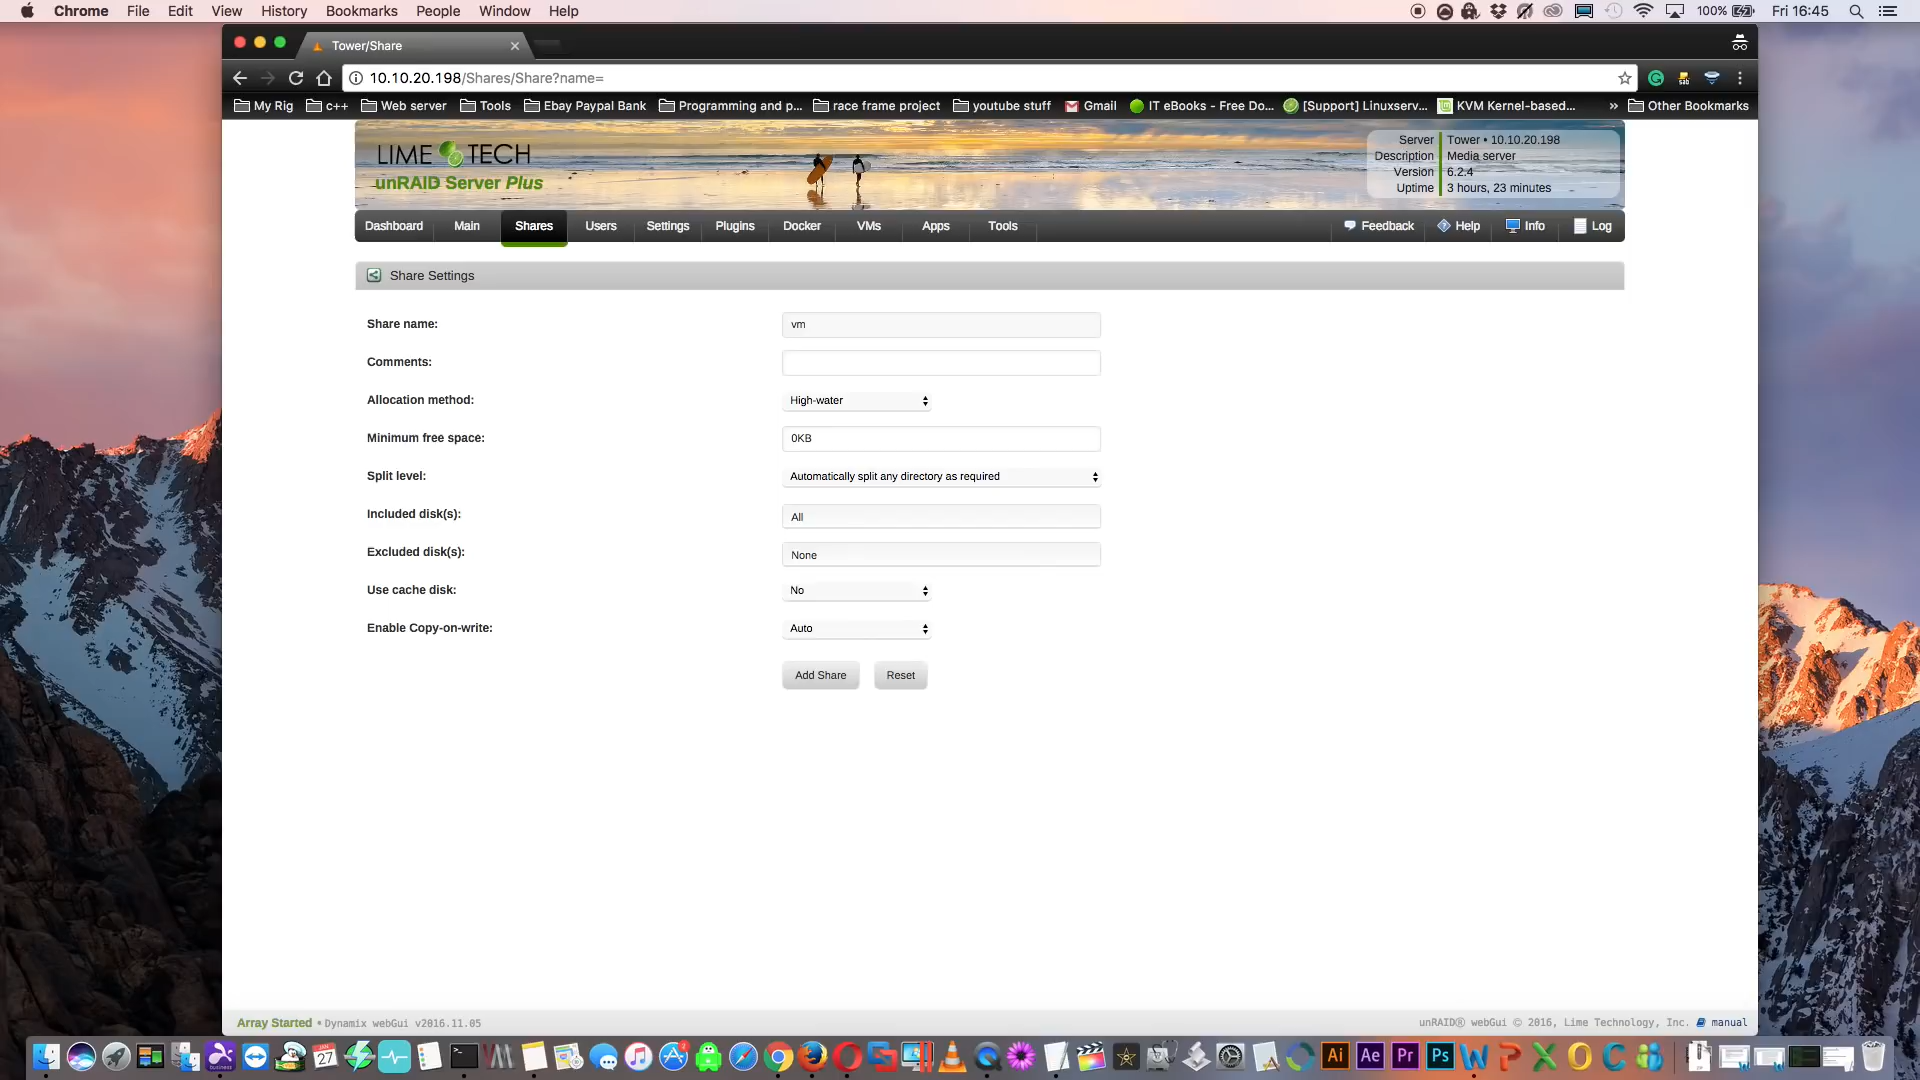 Chrome File Edit View History Bookmarks People Window Help 100% Fri 16:45
Tower/Share
10.10.20.198/Shares/Share?name=
My Rig c++ Web server Tools Ebay Paypal Bank Programming and p... race frame project youtube stuff Gmail IT eBooks - Free Do... [Support] Linuxserv... KVM Kernel-based... » Other Bookmarks
LIME TECH
unRAID Server Plus
Server Tower • 10.10.20.198
Description Media server
Version 6.2.4
Uptime 3 hours, 23 minutes
Dashboard Main Shares Users Settings Plugins Docker VMs Apps Tools Feedback Help Info Log
Share Settings
Share name: vm
Comments:
Allocation method: High-water
Minimum free space: 0KB
Split level: Automatically split any directory as required
Included disk(s): All
Excluded disk(s): None
Use cache disk: No
Enable Copy-on-write: Auto
Add Share Reset
Array Started • Dynamix webGui v2016.11.05
unRAID® webGui © 2016, Lime Technology, Inc. manual
JAN
27
Ai Ae Pr Ps